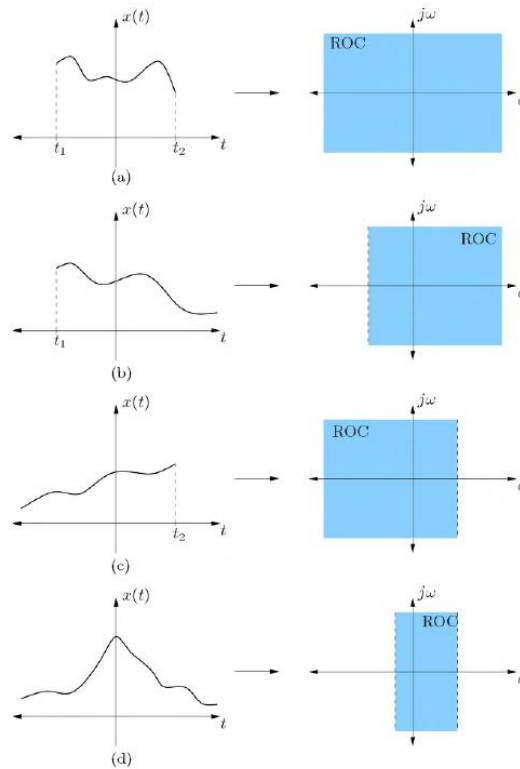 x(t)
jω
ROC
t₁
t₂
t
(a)
x(t)
jω
ROC
t₁
t
(b)
x(t)
jω
ROC
t₂
t
(c)
x(t)
jω
ROC
t
(d)